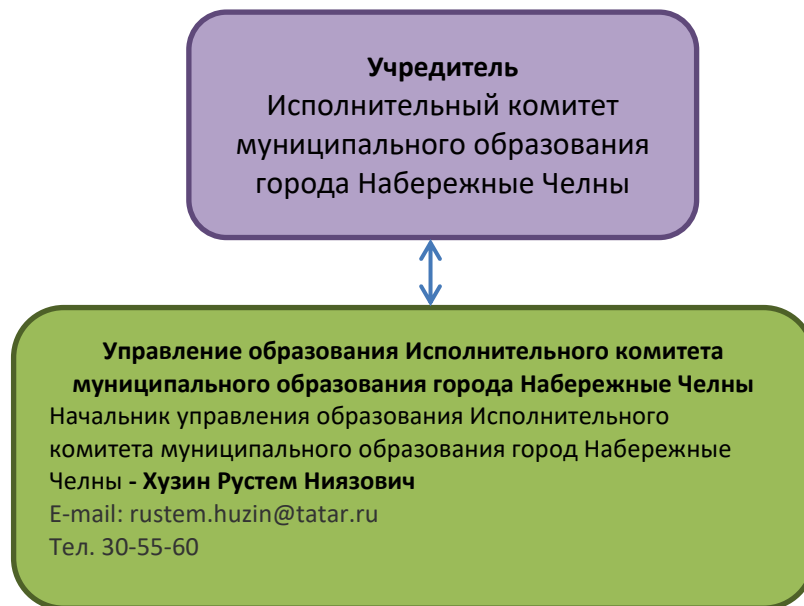 Учредитель
Исполнительный комитет
муниципального образования
города Набережные Челны
Управление образования Исполнительного комитета
муниципального образования города Набережные Челны
Начальник управления образования Исполнительного
комитета муниципального образования город Набережные
Челны - Хузин Рустем Ниязович
E-mail: rustem.huzin@tatar.ru
Тел. 30-55-60